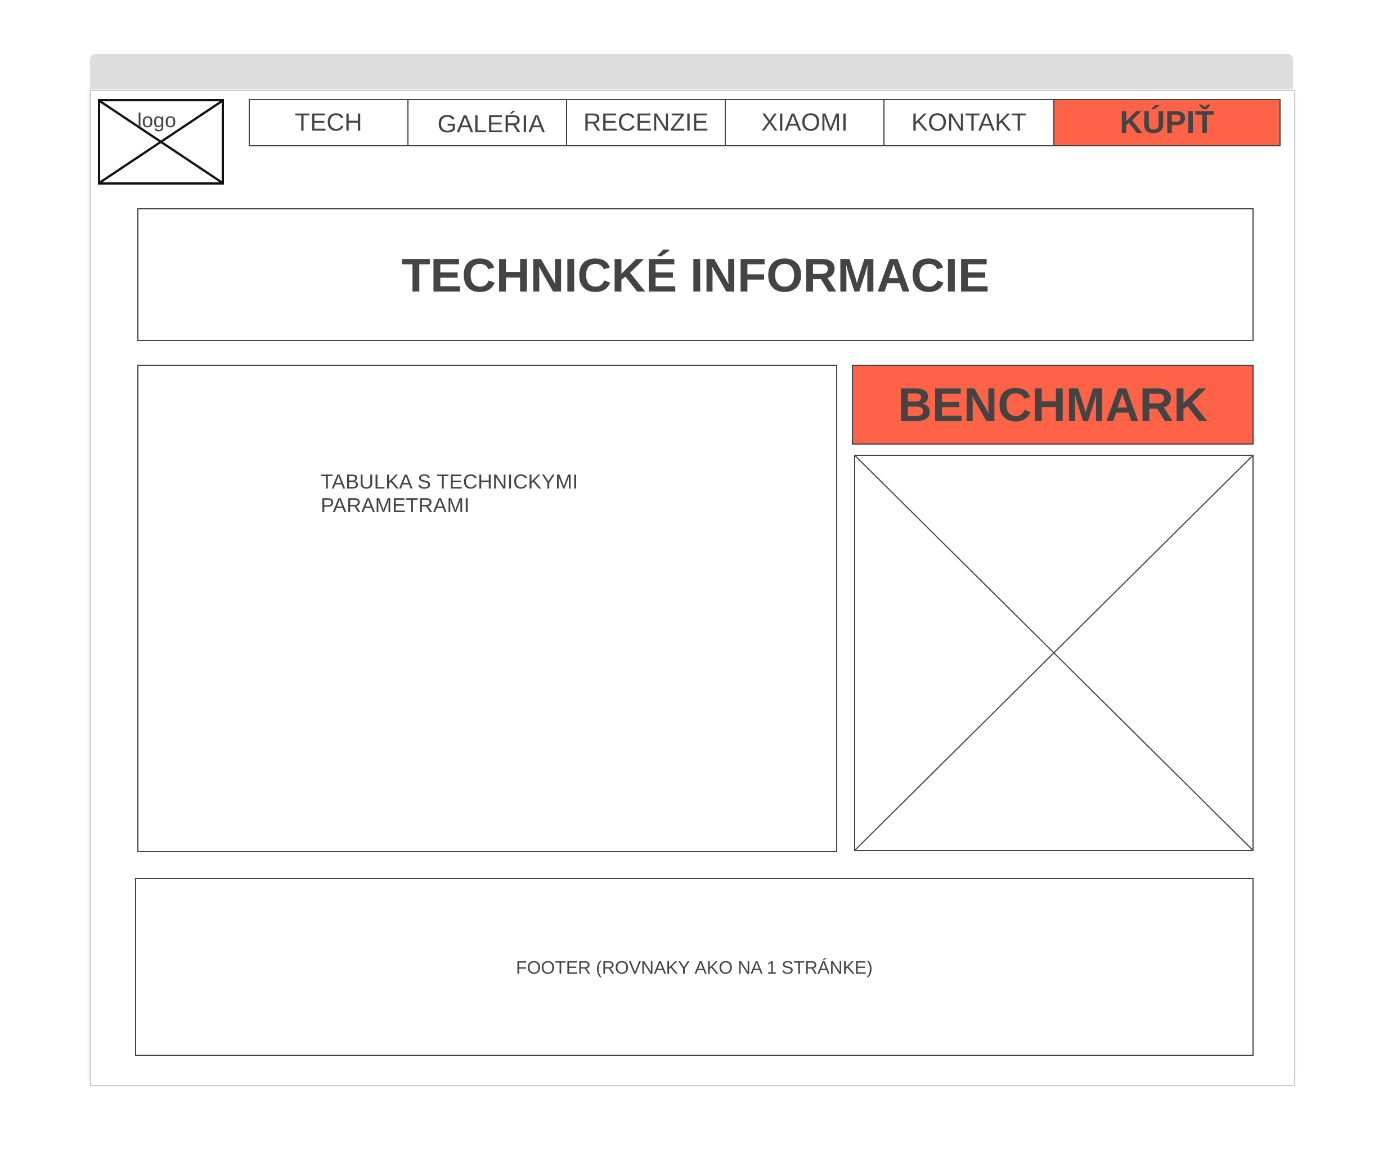 logo
TECH
GALEŔIA
RECENZIE
XIAOMI
KONTAKT
KÚPIŤ
TECHNICKÉ INFORMACIE
TABULKA S TECHNICKYMI
PARAMETRAMI
BENCHMARK
FOOTER (ROVNAKY AKO NA 1 STRÁNKE)